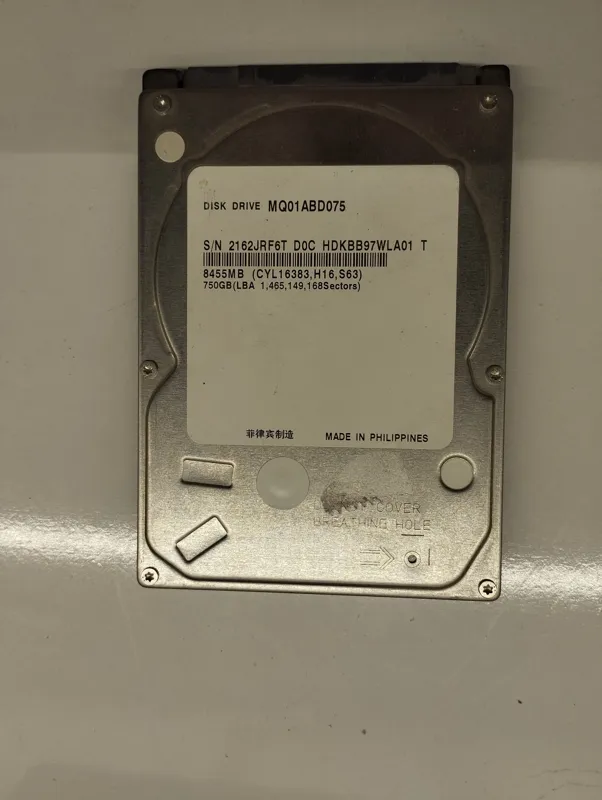 DISK DRIVE MQ01ABD075
S/N 2162JRF6T D0C HDKBB97WLA01 T
8455MB (CYL16383,H16,S63)
750GB(LBA 1,465,149,168Sectors)
菲律宾制造 MADE IN PHILIPPINES
COVER
BREATHING HOLE